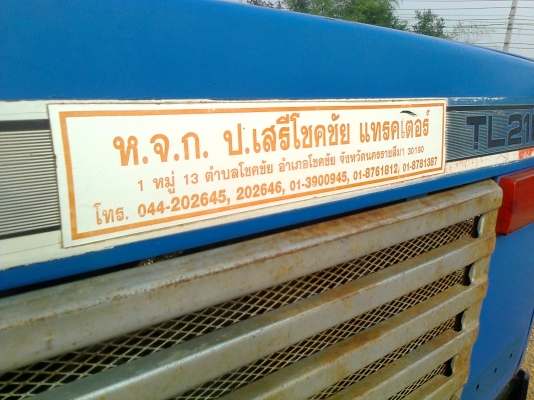 ห.จ.ก. ป.เสรีโชคชัย แทรคเตอร์
1 หมู่ 13 ตำบลโชคชัย อำเภอโชคชัย จังหวัดนครราชสีมา 30190
โทร. 044-202645, 202646, 01-3900945, 01-8761812, 01-8761387